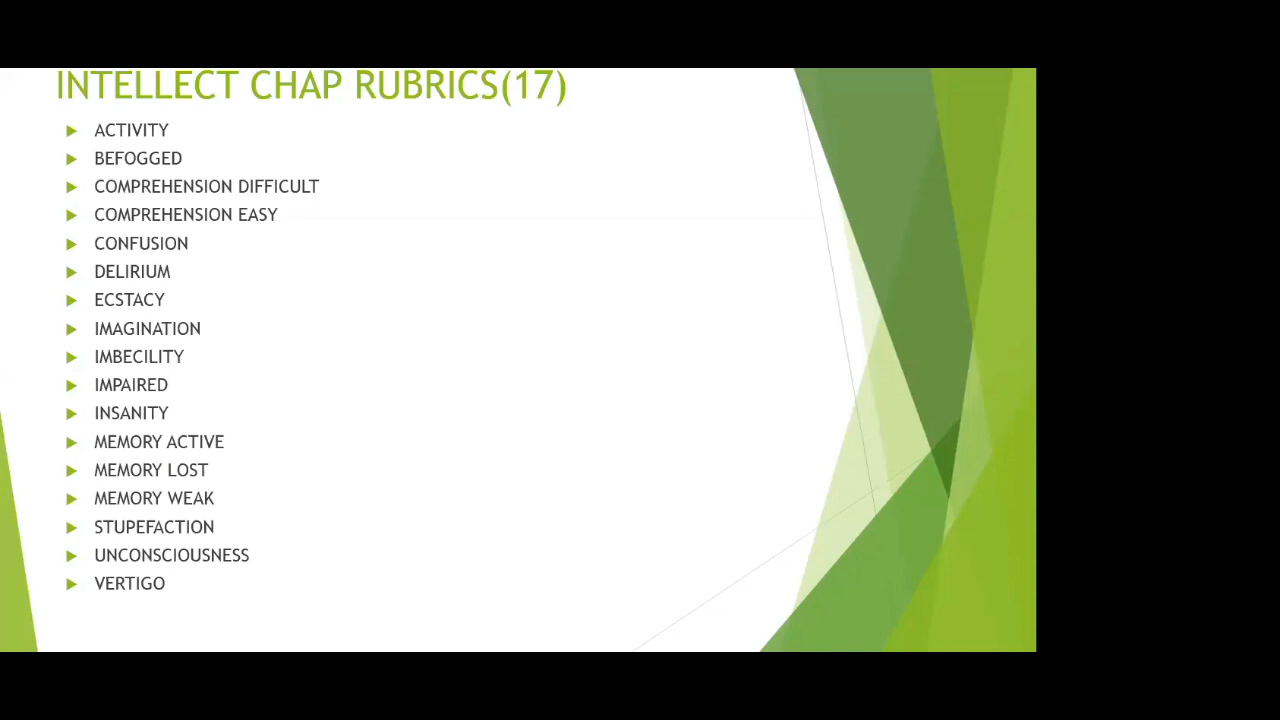 INTELLECT CHAP RUBRICS(17)
ACTIVITY
BEFOGGED
COMPREHENSION DIFFICULT
COMPREHENSION EASY
CONFUSION
DELIRIUM
ECSTACY
IMAGINATION
IMBECILITY
IMPAIRED
INSANITY
MEMORY ACTIVE
MEMORY LOST
MEMORY WEAK
STUPEFACTION
UNCONSCIOUSNESS
VERTIGO